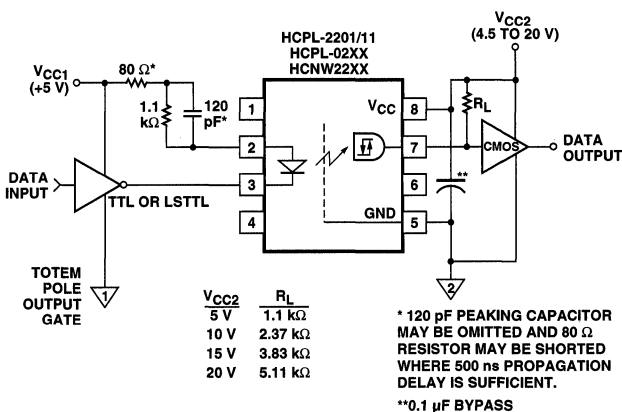 HCPL-2201/11
HCPL-02XX
HCNW22XX
VCC2
(4.5 TO 20 V)
VCC1
(+5 V)
80 Ω*
1.1
kΩ
120
pF*
1
2
3
4
VCC
GND
8
7
6
5
RL
CMOS
DATA
OUTPUT
**
DATA
INPUT
TTL OR LSTTL
TOTEM
POLE
OUTPUT
GATE
1
2
VCC2 RL
5 V 1.1 kΩ
10 V 2.37 kΩ
15 V 3.83 kΩ
20 V 5.11 kΩ
* 120 pF PEAKING CAPACITOR
MAY BE OMITTED AND 80 Ω
RESISTOR MAY BE SHORTED
WHERE 500 ns PROPAGATION
DELAY IS SUFFICIENT.
**0.1 µF BYPASS